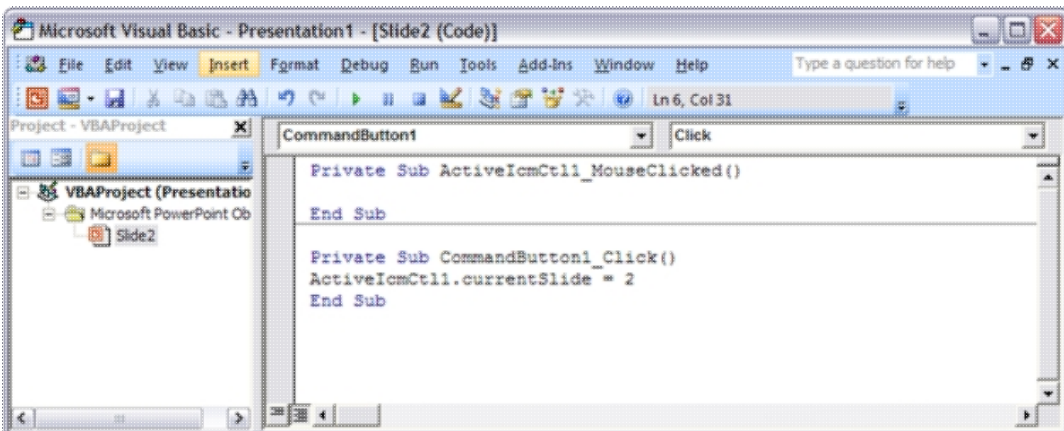 Microsoft Visual Basic - Presentation1 - [Slide2 (Code)]
File Edit View Insert Format Debug Run Tools Add-Ins Window Help Type a question for help
Ln 6, Col 31
Project - VBAProject
CommandButton1 Click
VBAProject (Presentatio
Microsoft PowerPoint Ob
Slide2
Private Sub ActiveIcmCtl1_MouseClicked()
End Sub
Private Sub CommandButton1_Click()
ActiveIcmCtl1.currentSlide = 2
End Sub